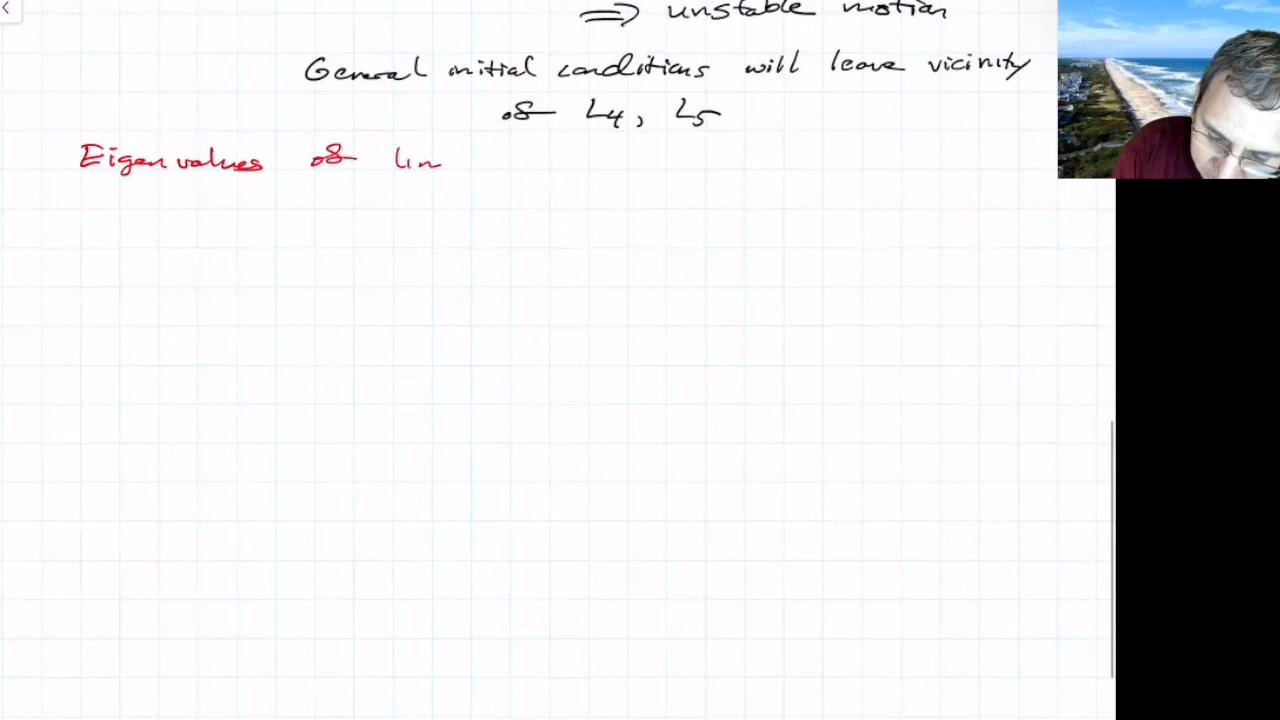 ⟹ unstable motion
General initial conditions will leave vicinity
of L4, L5
Eigenvalues of lin